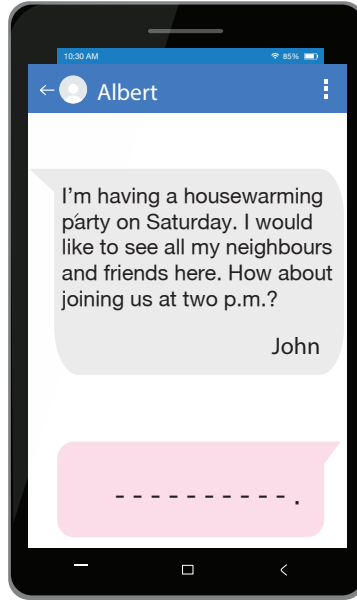 10:30 AM 85%
Albert
I'm having a housewarming
party on Saturday. I would
like to see all my neighbours
and friends here. How about
joining us at two p.m.?
John
- - - - - - - - - - .